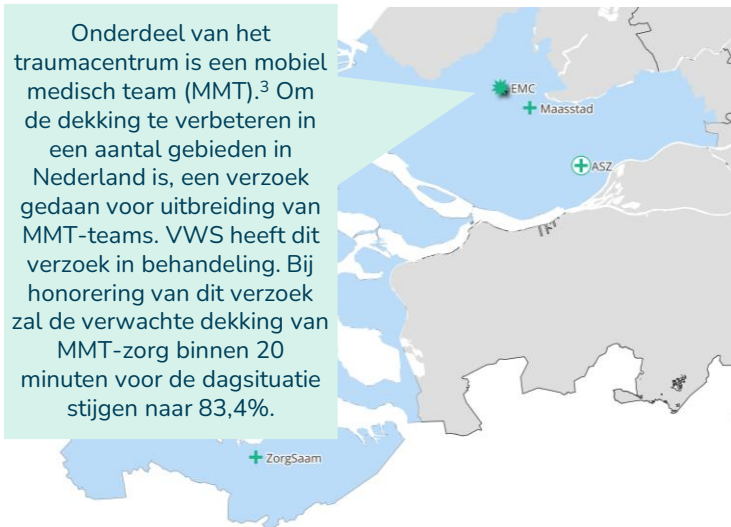 Onderdeel van het
traumacentrum is een mobiel
medisch team (MMT).³ Om
de dekking te verbeteren in
een aantal gebieden in
Nederland is, een verzoek
gedaan voor uitbreiding van
MMT-teams. VWS heeft dit
verzoek in behandeling. Bij
honorering van dit verzoek
zal de verwachte dekking van
MMT-zorg binnen 20
minuten voor de dagsituatie
stijgen naar 83,4%.
EMC
Maasstad
ASZ
ZorgSaam